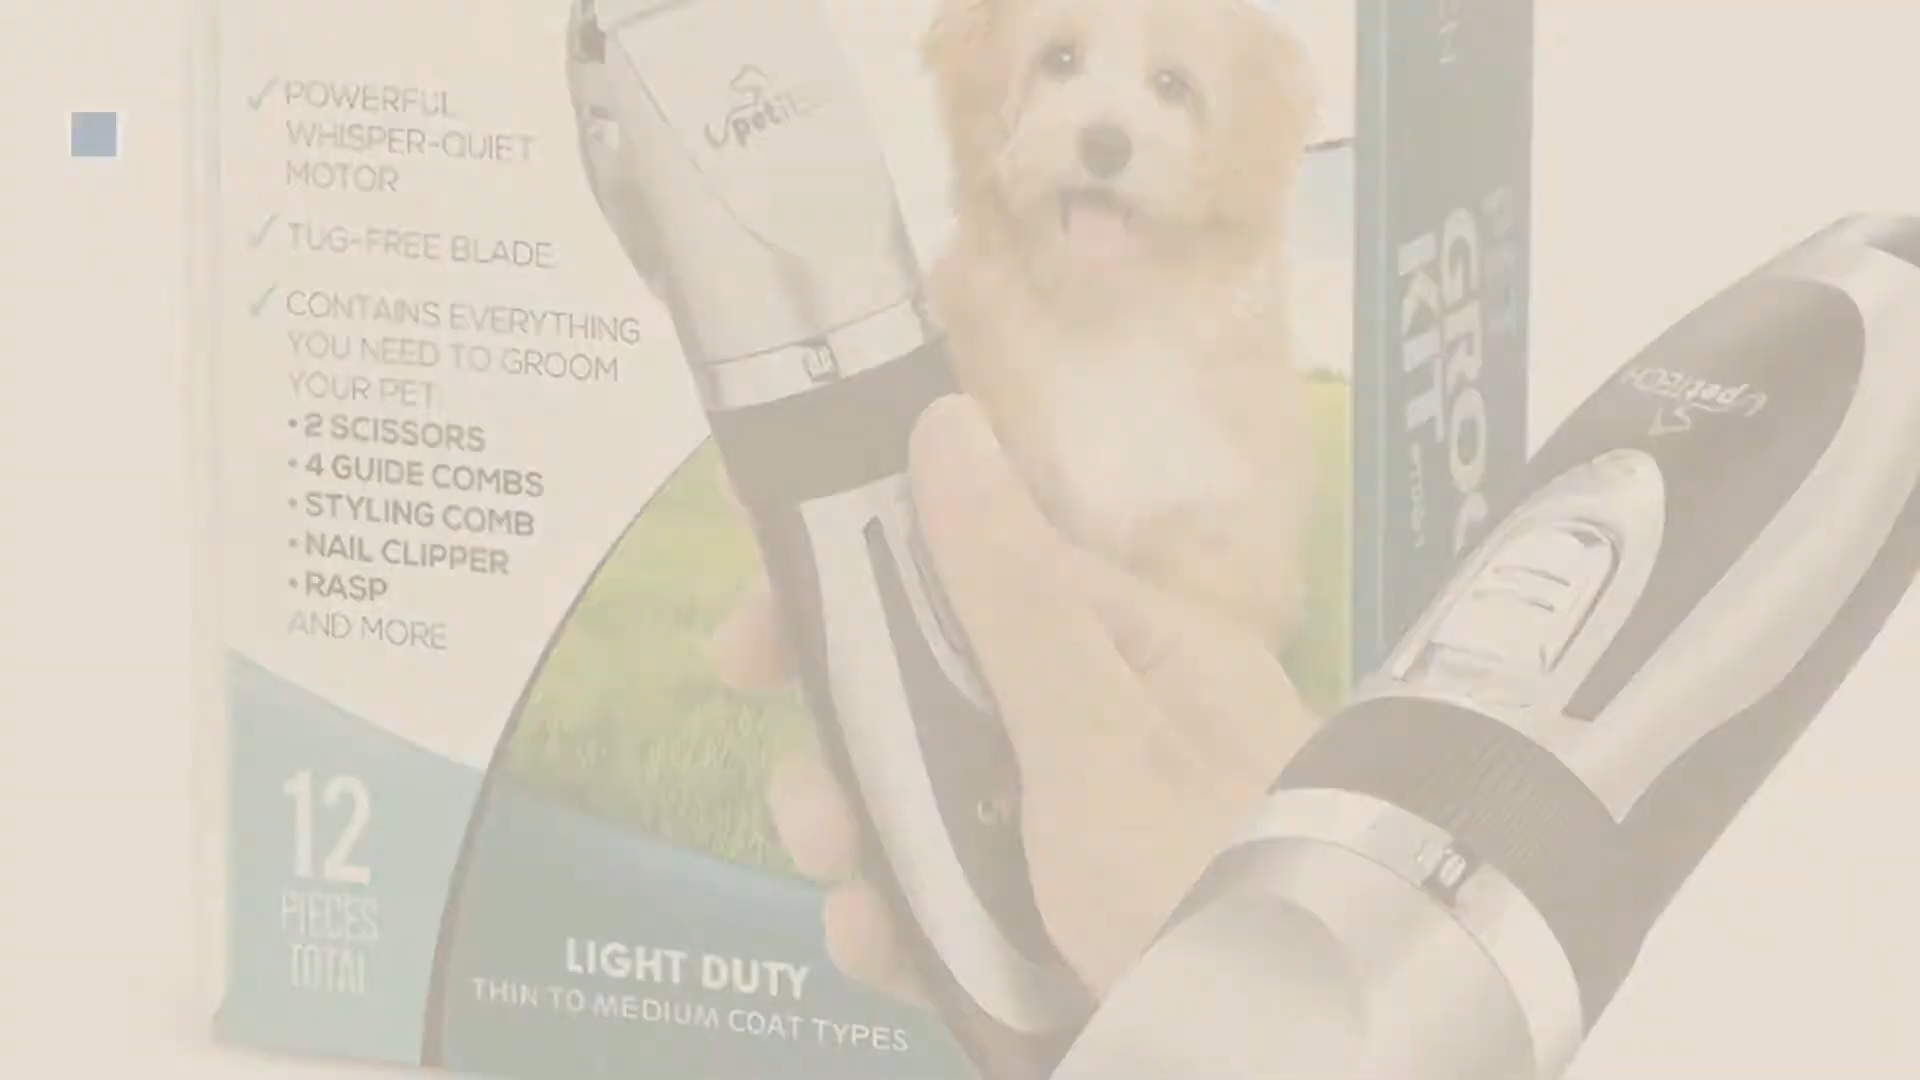 POWERFUL
WHISPER-QUIET
MOTOR
TUG-FREE BLADE
CONTAINS EVERYTHING
YOU NEED TO GROOM
YOUR PET:
• 2 SCISSORS
• 4 GUIDE COMBS
• STYLING COMB
• NAIL CLIPPER
• RASP
AND MORE
12
PIECES
TOTAL
LIGHT DUTY
THIN TO MEDIUM COAT TYPES
PET
KIT
UpetiTECH